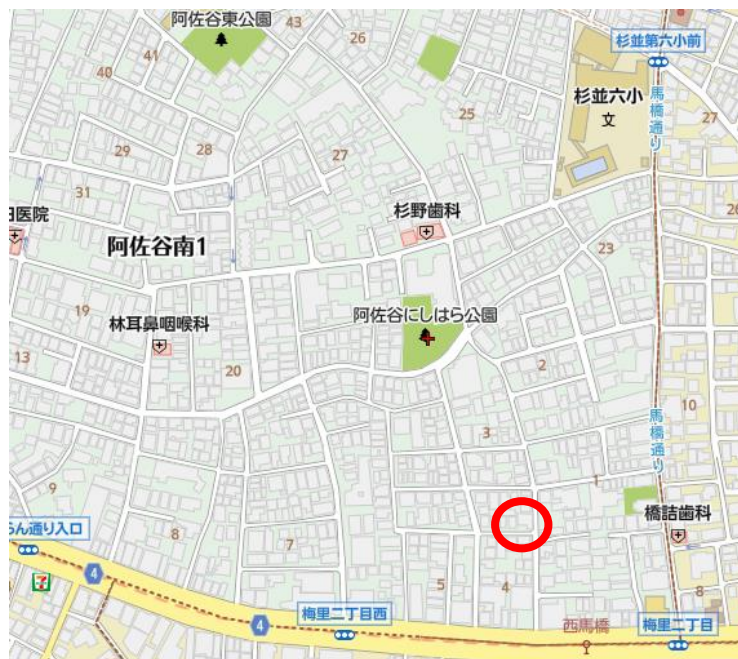 阿佐谷東公園
43
26
杉並第六小前
41
40
杉並六小
文
馬橋通り
27
25
29
28
27
31
杉野歯科
26
日医院
阿佐谷南1
23
19
阿佐谷にしはら公園
林耳鼻咽喉科
13
20
2
10
3
馬橋通り
1
9
8
橋詰歯科
らん通り入口
7
4
5
4
8
7
4
梅里二丁目西
西馬橋
梅里二丁目